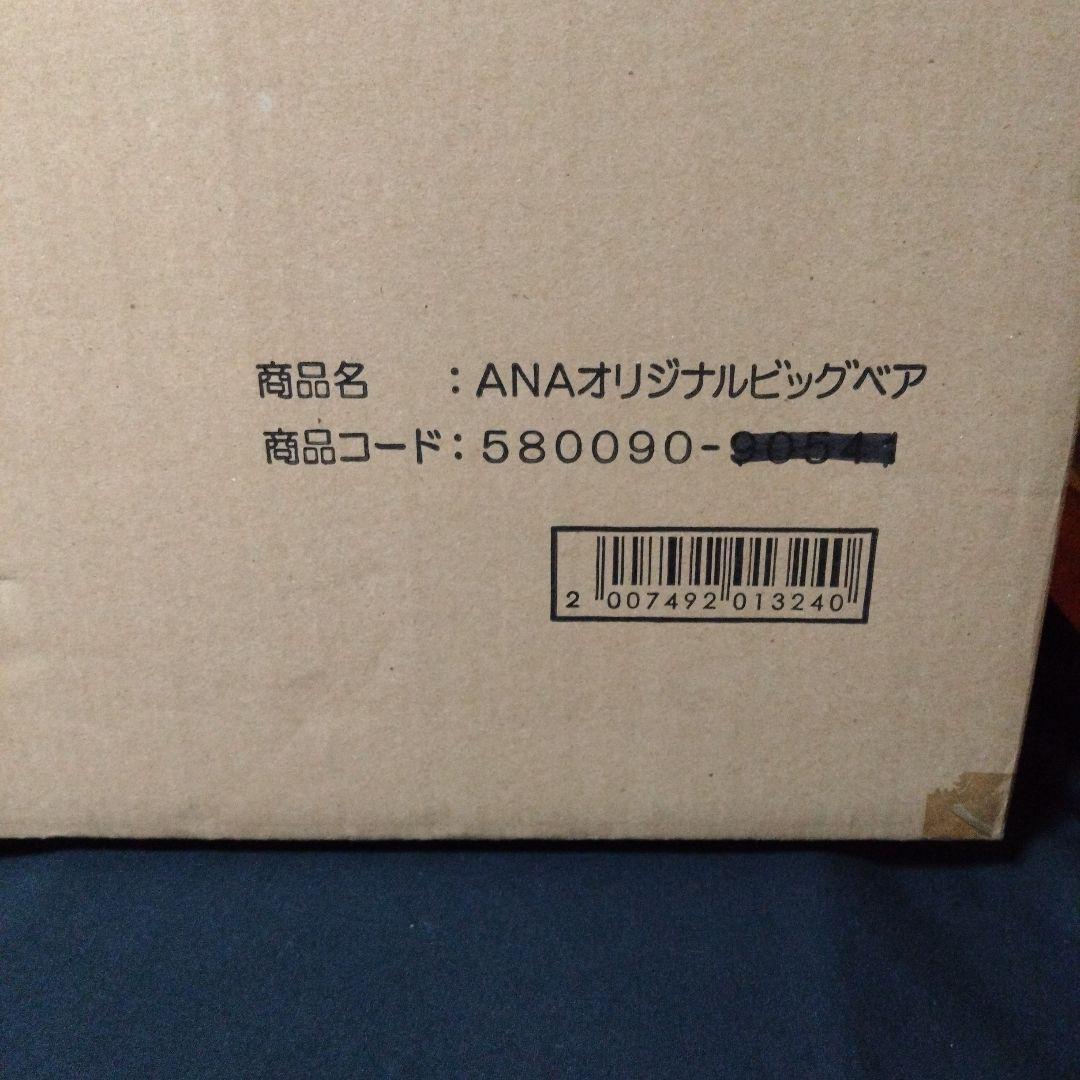 商品名 : ANAオリジナルビッグベア
商品コード : 580090-
2 007492 013240